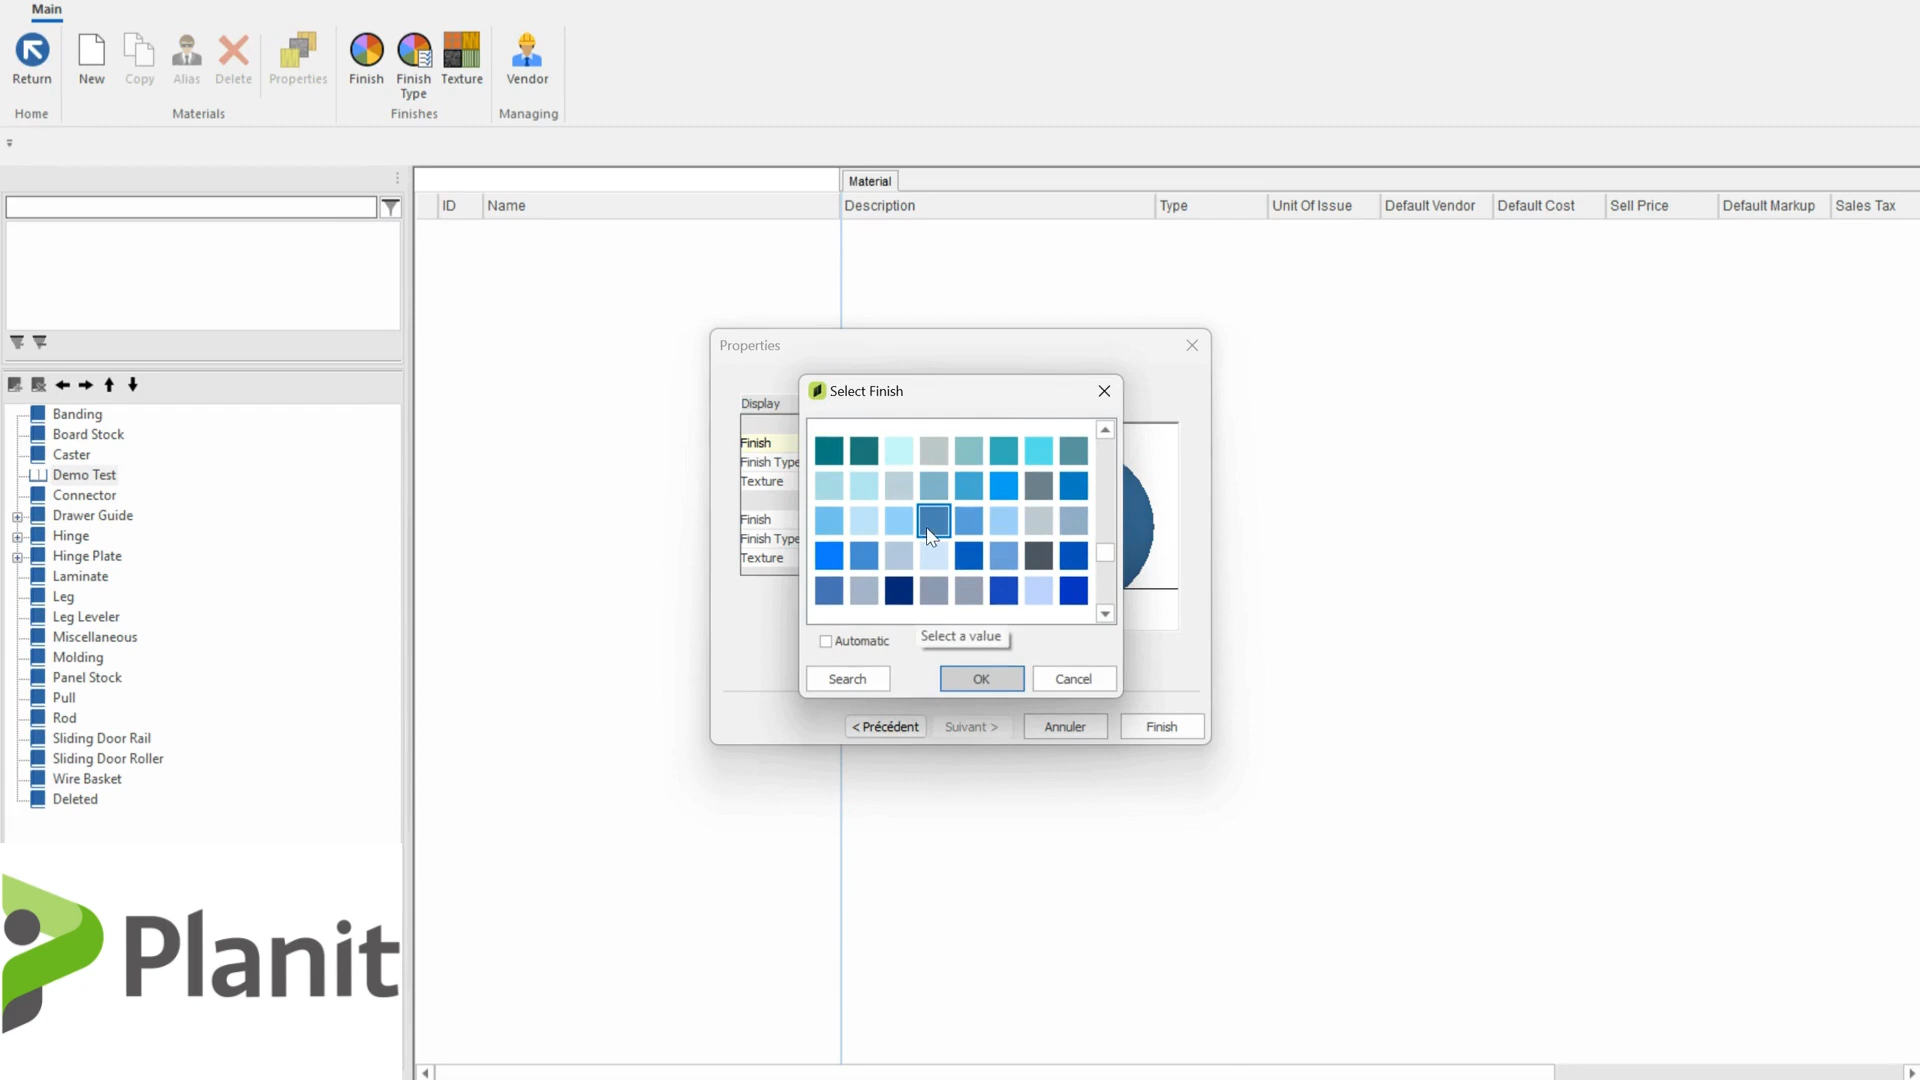 Main
Return
New
Copy
Alias
Delete
Properties
Finish
Finish
Type
Texture
Vendor
Home
Materials
Finishes
Managing
Material
ID
Name
Description
Type
Unit Of Issue
Default Vendor
Default Cost
Sell Price
Default Markup
Sales Tax
Banding
Board Stock
Caster
Demo Test
Connector
Drawer Guide
Hinge
Hinge Plate
Laminate
Leg
Leg Leveler
Miscellaneous
Molding
Panel Stock
Pull
Rod
Sliding Door Rail
Sliding Door Roller
Wire Basket
Deleted
Properties
Display
Finish
Finish Type
Texture
Finish
Finish Type
Texture
Select Finish
Automatic
Select a value
Search
OK
Cancel
< Précédent
Suivant >
Annuler
Finish
Planit